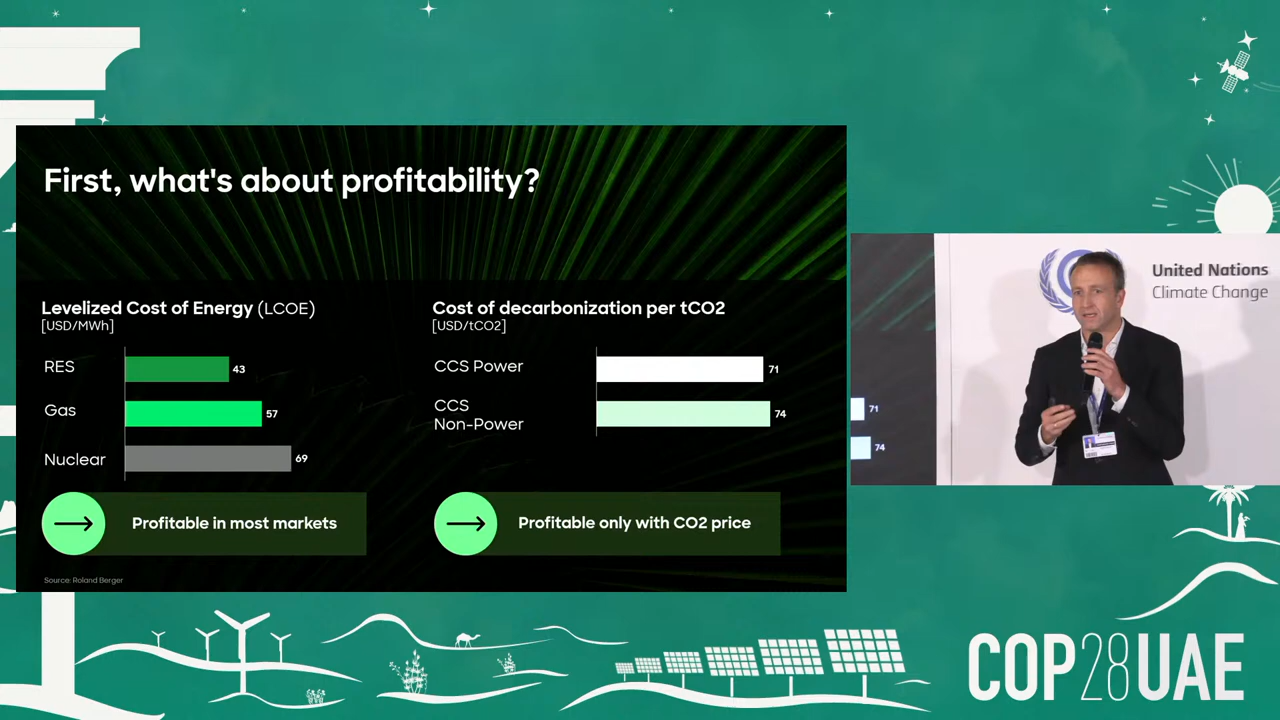 First, what's about profitability?
Levelized Cost of Energy (LCOE)
[USD/MWh]
RES
43
Gas
57
Nuclear
69
Profitable in most markets
Cost of decarbonization per tCO2
[USD/tCO2]
CCS Power
71
CCS
Non-Power
74
Profitable only with CO2 price
Source: Roland Berger
71
74
United Nations
Climate Change
COP28UAE